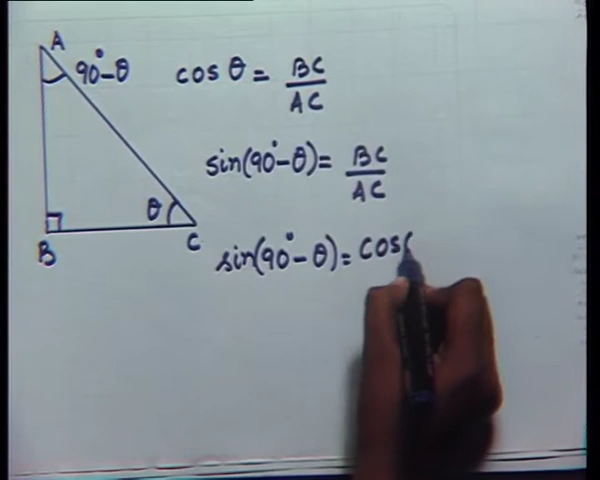 A
90°-θ
cos θ = BC/AC
sin(90°-θ) = BC/AC
θ
B
C
sin(90°-θ) = cos